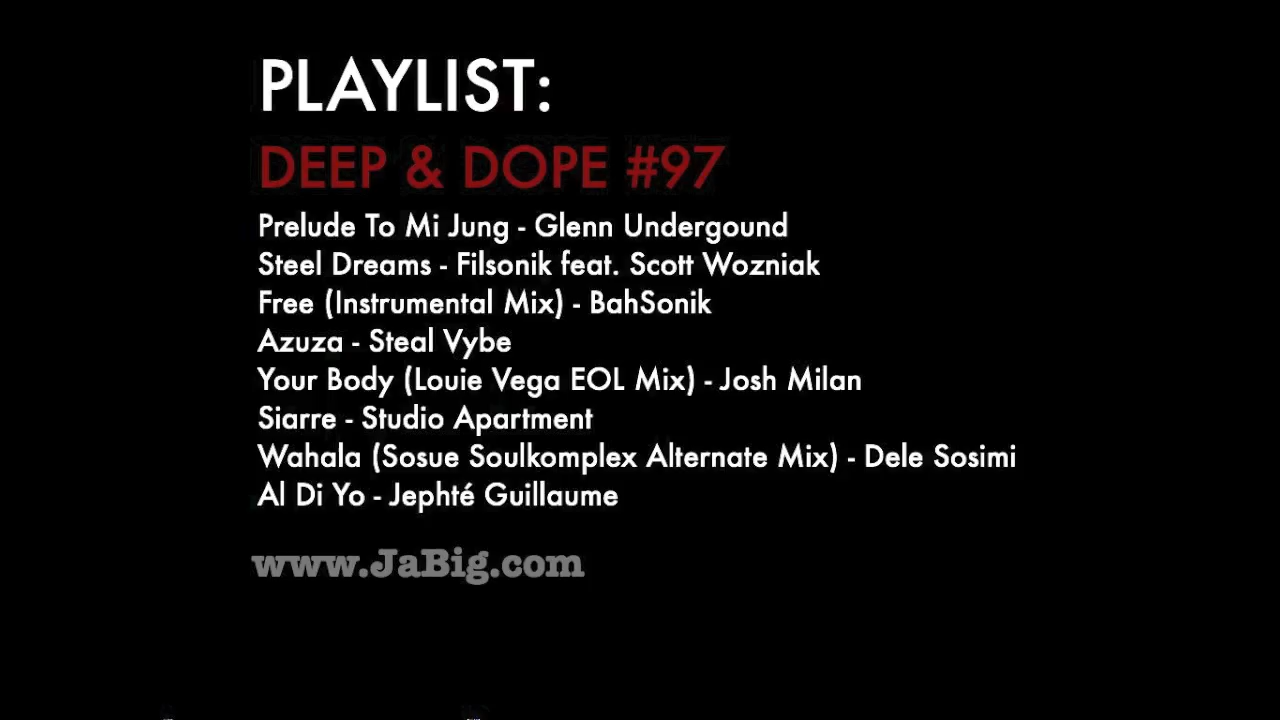 PLAYLIST:
DEEP & DOPE #97
Prelude To Mi Jung - Glenn Undergound
Steel Dreams - Filsonik feat. Scott Wozniak
Free (Instrumental Mix) - BahSonik
Azuza - Steal Vybe
Your Body (Louie Vega EOL Mix) - Josh Milan
Siarre - Studio Apartment
Wahala (Sosue Soulkomplex Alternate Mix) - Dele Sosimi
Al Di Yo - Jephté Guillaume
www.JaBig.com